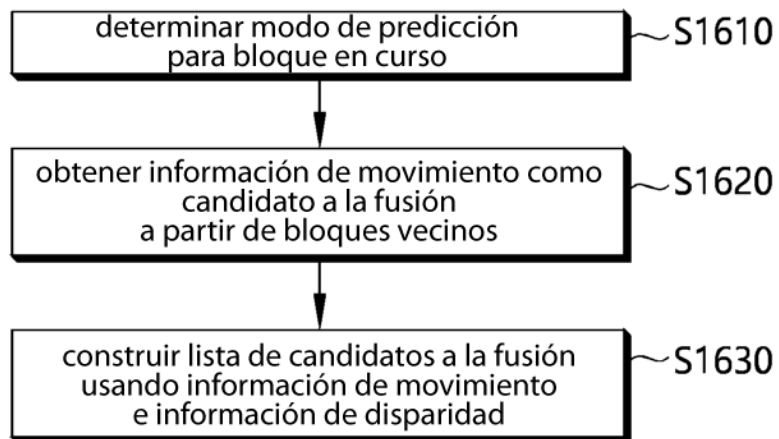 determinar modo de predicción
para bloque en curso
S1610
obtener información de movimiento como
candidato a la fusión
a partir de bloques vecinos
S1620
construir lista de candidatos a la fusión
usando información de movimiento
e información de disparidad
S1630